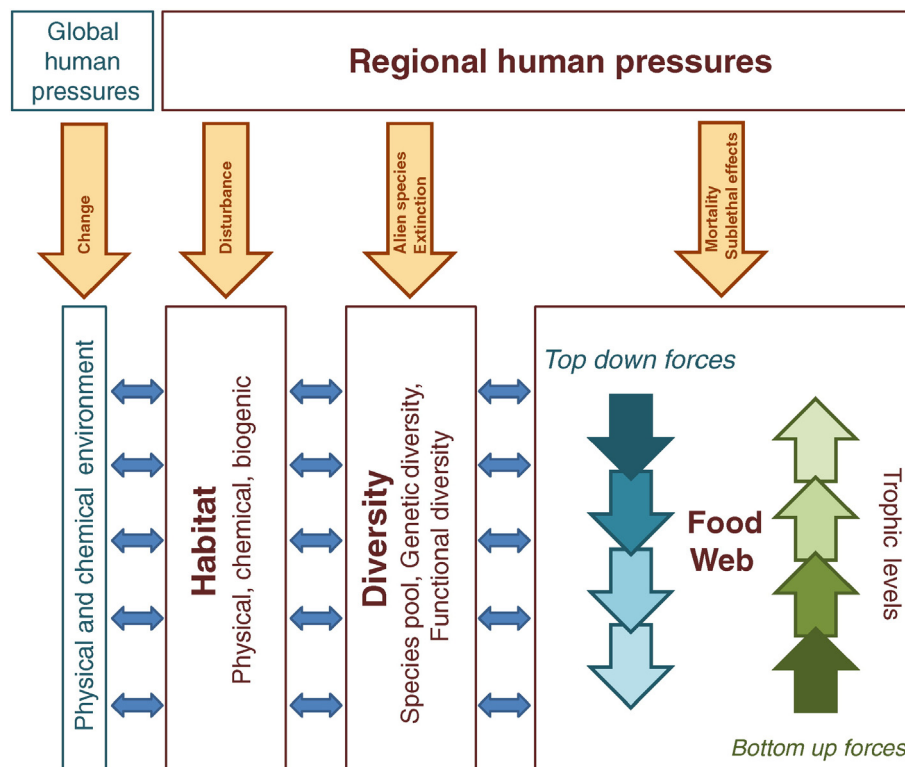 Global
human
pressures
Regional human pressures
Change
Disturbance
Alien species
Extinction
Mortality
Sublethal effects
Physical and chemical environment
Habitat
Physical, chemical, biogenic
Diversity
Species pool, Genetic diversity,
Functional diversity
Top down forces
Food
Web
Trophic levels
Bottom up forces